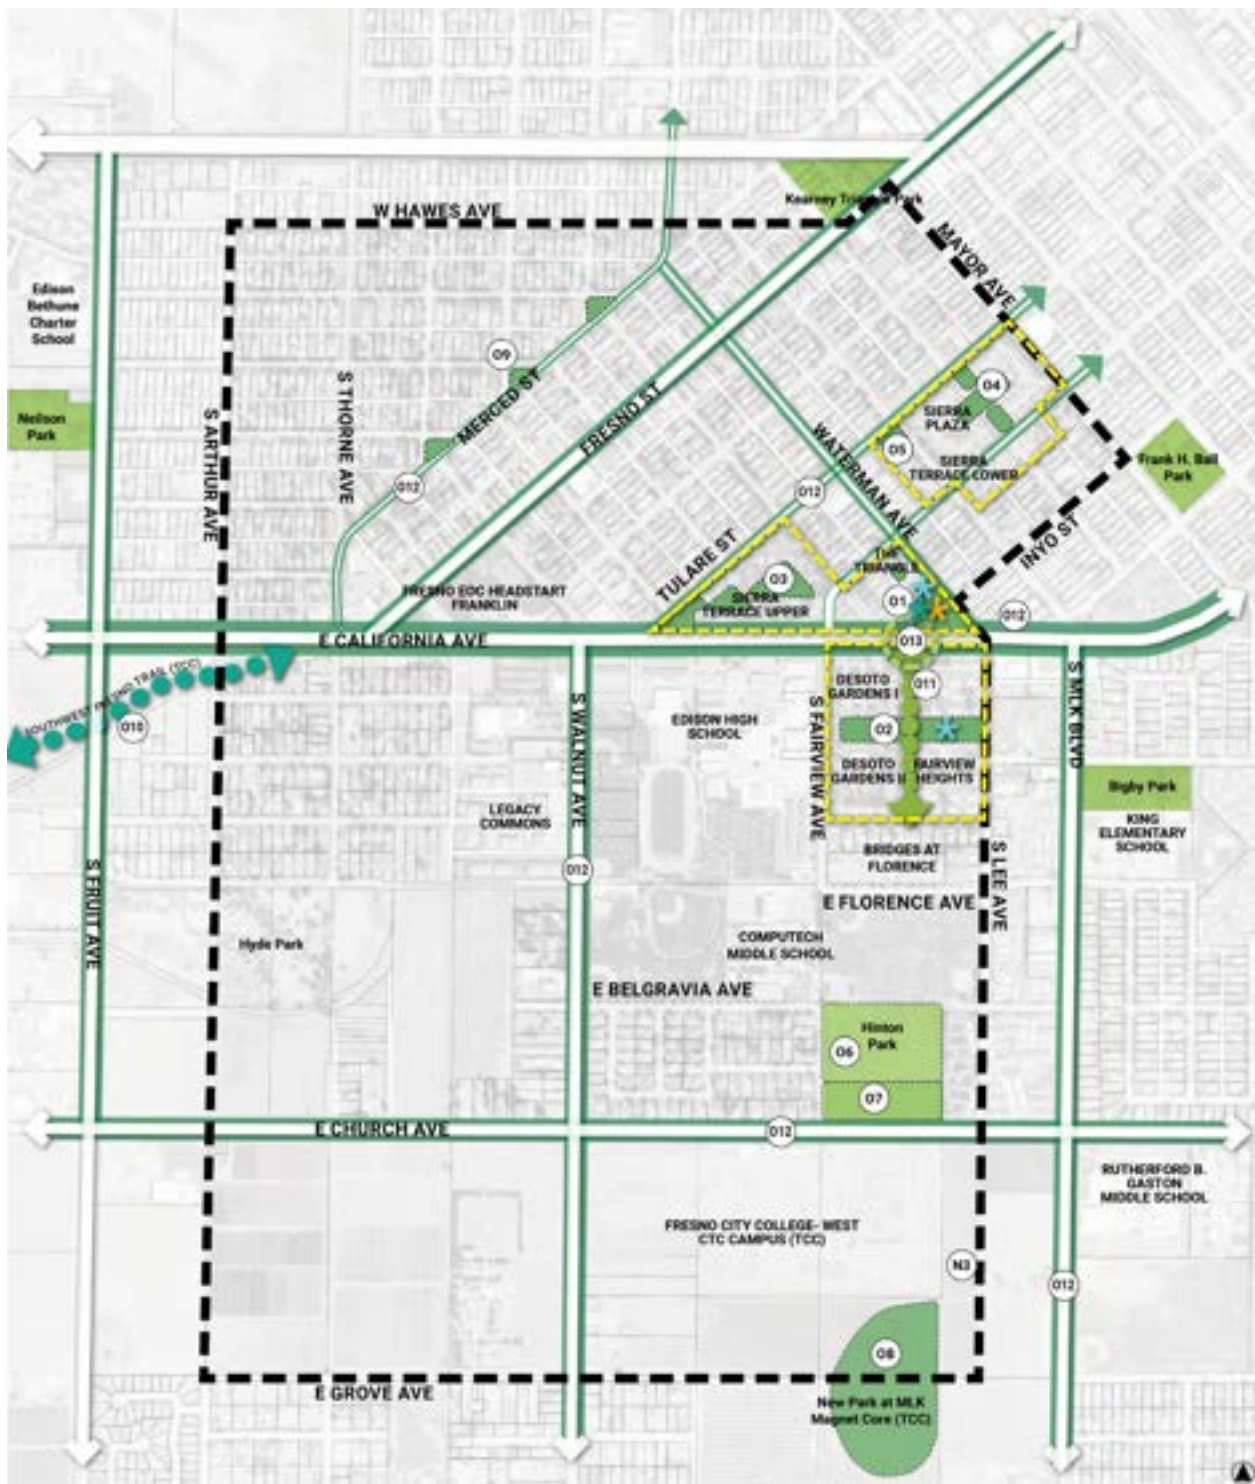 Kearney Triangle Park
W HAWES AVE
MAYOR AVE
Edison
Bethune
Charter
School
O9
S THORNE AVE
MERCED ST
FRESNO ST
O4
SIERRA
PLAZA
Neilson
Park
S ARTHUR AVE
WATERMAN AVE
O5
SIERRA
TERRACE LOWER
Frank H. Ball
Park
O12
O12
INYO ST
TULARE ST
THE
TRIANGLE
O3
FRESNO EOC HEADSTART
FRANKLIN
SIERRA
TERRACE UPPER
O1
O12
E CALIFORNIA AVE
O13
SOUTHWEST FRESNO TRAIL (TCC)
O10
S WALNUT AVE
EDISON HIGH
SCHOOL
S FAIRVIEW AVE
DESOTO
GARDENS I
O11
O2
DESOTO
GARDENS II
FAIRVIEW
HEIGHTS
S MLK BLVD
Bigby Park
KING
ELEMENTARY
SCHOOL
LEGACY
COMMONS
S FRUIT AVE
O12
BRIDGES AT
FLORENCE
S LEE AVE
E FLORENCE AVE
Hyde Park
COMPUTECH
MIDDLE SCHOOL
E BELGRAVIA AVE
Hinton
Park
O6
O7
E CHURCH AVE
O12
RUTHERFORD B.
GASTON
MIDDLE SCHOOL
FRESNO CITY COLLEGE- WEST
CTC CAMPUS (TCC)
N3
O12
O8
E GROVE AVE
New Park at MLK
Magnet Core (TCC)